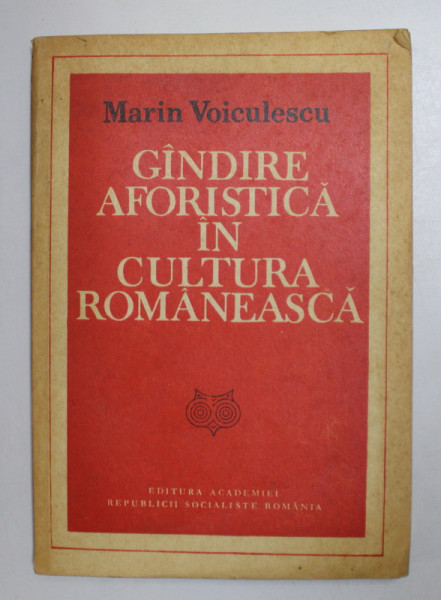 Marin Voiculescu
GÎNDIRE
AFORISTICĂ
ÎN
CULTURA
ROMÂNEASCĂ
EDITURA ACADEMIEI
REPUBLICII SOCIALISTE ROMÂNIA